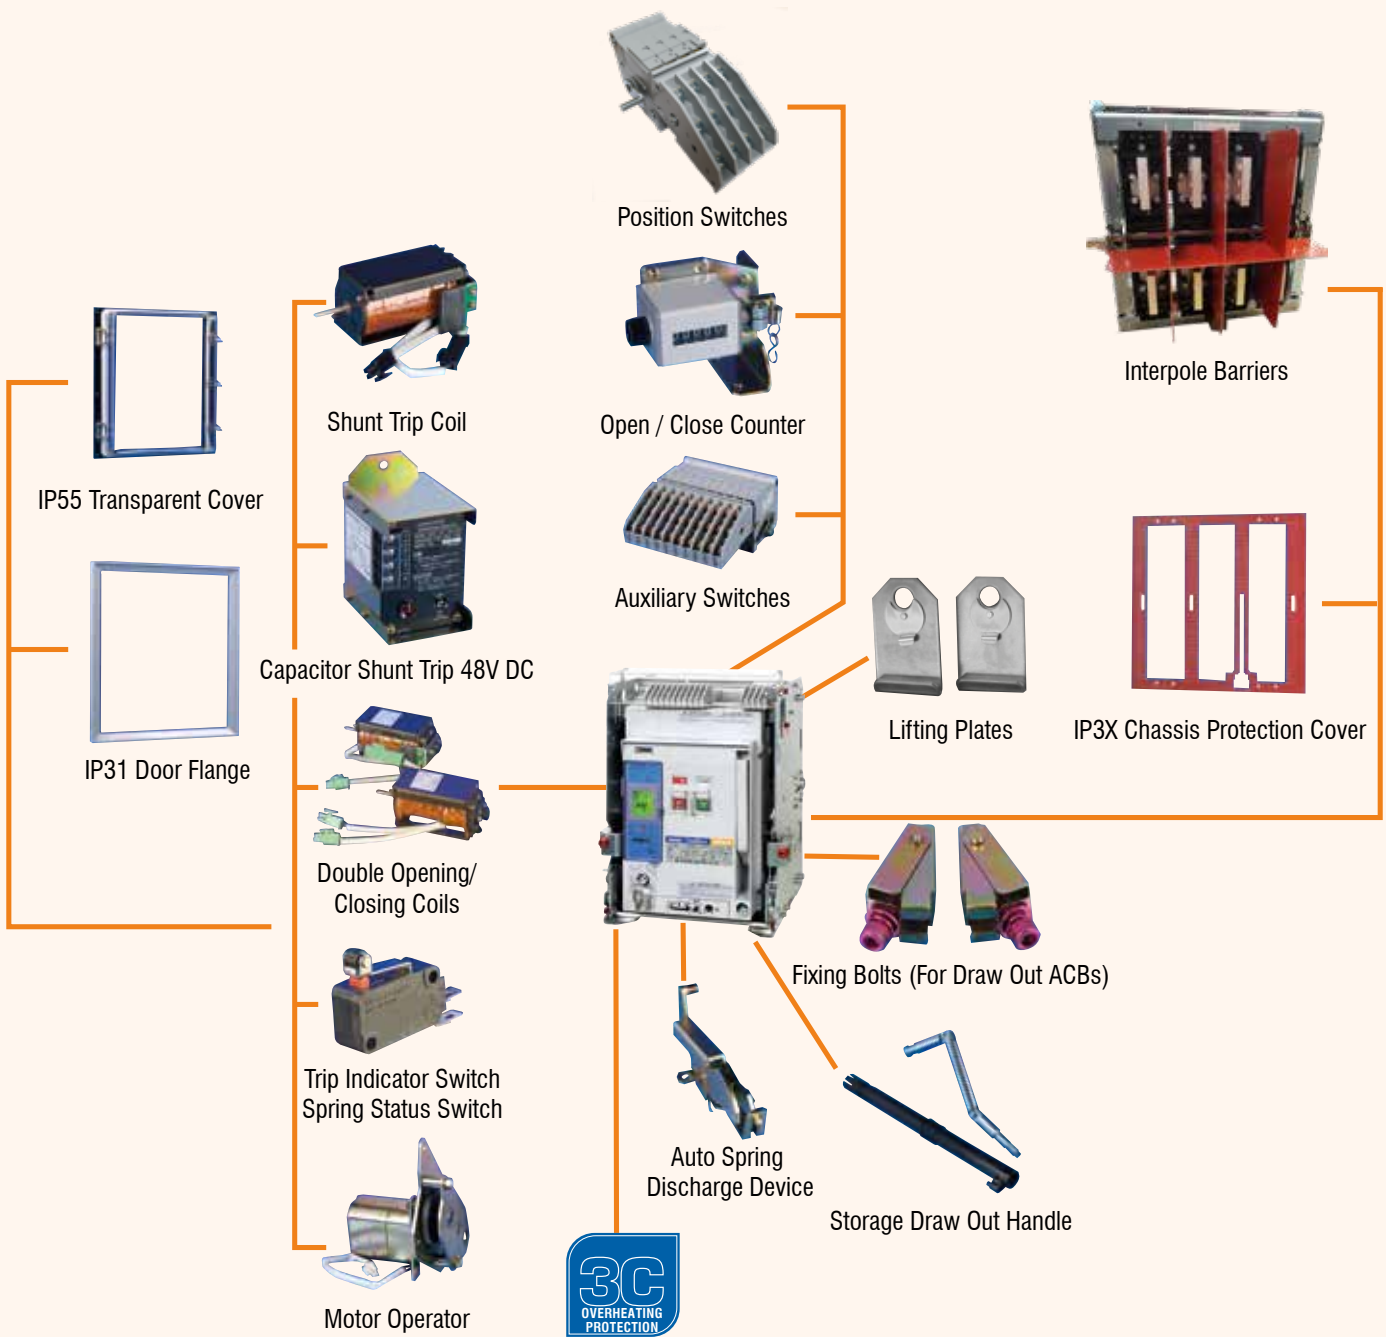 Position Switches
Interpole Barriers
Shunt Trip Coil
Open / Close Counter
IP55 Transparent Cover
Auxiliary Switches
Capacitor Shunt Trip 48V DC
Lifting Plates
IP3X Chassis Protection Cover
IP31 Door Flange
Double Opening/
Closing Coils
Fixing Bolts (For Draw Out ACBs)
Trip Indicator Switch
Spring Status Switch
Auto Spring
Discharge Device
Storage Draw Out Handle
Motor Operator
3C
OVERHEATING
PROTECTION